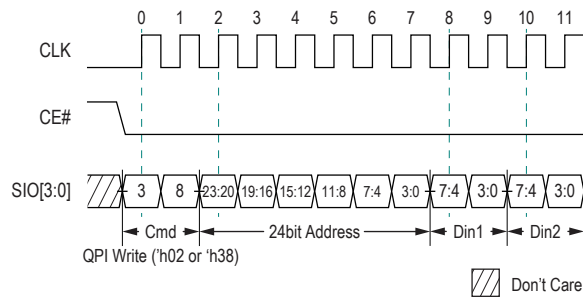 0 1 2 3 4 5 6 7 8 9 10 11
CLK
CE#
SIO[3:0] 3 8 23:20 19:16 15:12 11:8 7:4 3:0 7:4 3:0 7:4 3:0
Cmd 24bit Address Din1 Din2
QPI Write ('h02 or 'h38)
Don't Care